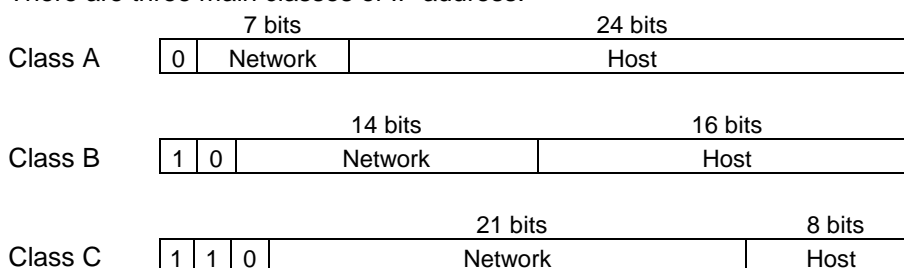 There are three main classes of IP address:
7 bits 24 bits
Class A 0 Network Host
14 bits 16 bits
Class B 1 0 Network Host
21 bits 8 bits
Class C 1 1 0 Network Host